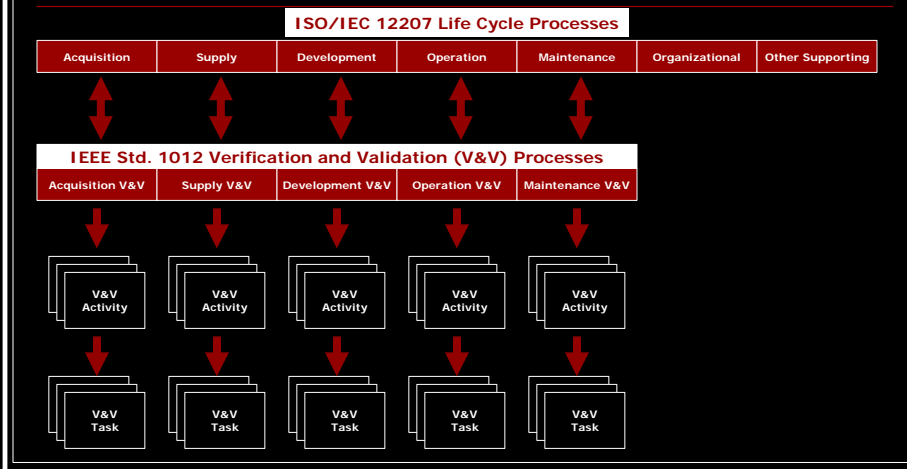 ISO/IEC 12207 Life Cycle Processes
Acquisition Supply Development Operation Maintenance Organizational Other Supporting
IEEE Std. 1012 Verification and Validation (V&V) Processes
Acquisition V&V Supply V&V Development V&V Operation V&V Maintenance V&V
V&V V&V V&V V&V V&V
Activity Activity Activity Activity Activity
V&V V&V V&V V&V V&V
Task Task Task Task Task